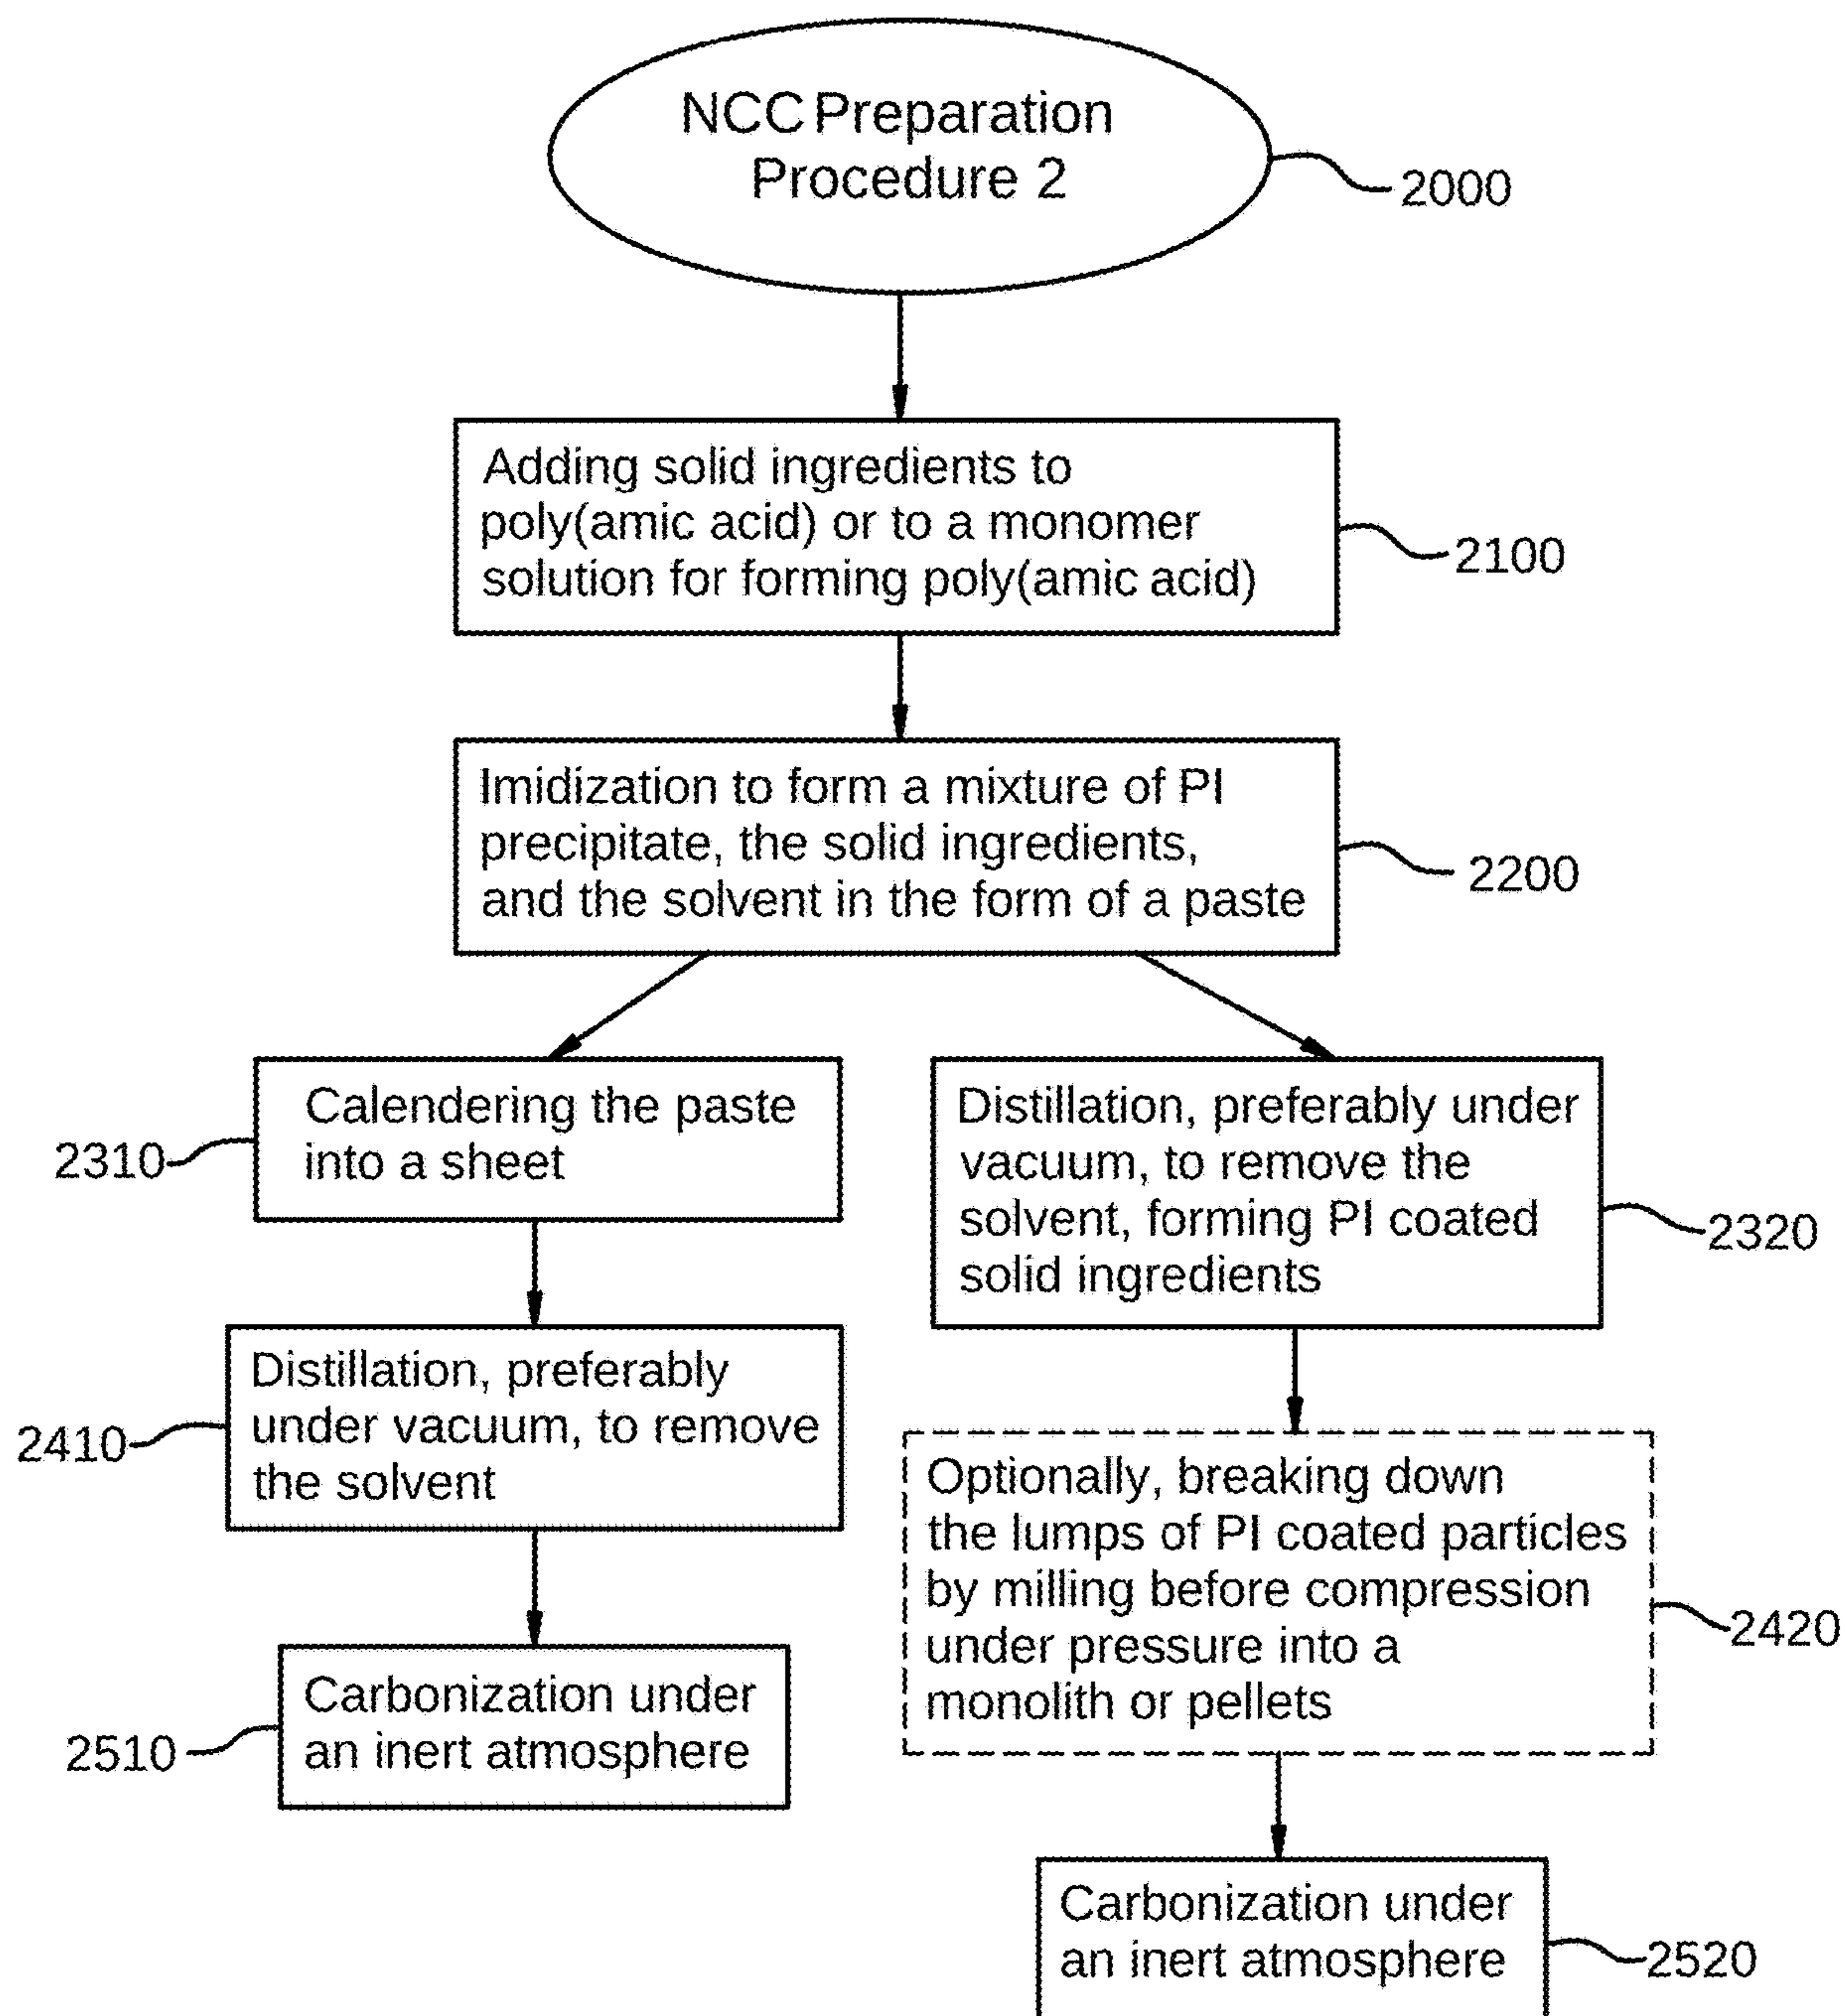 NCC Preparation
Procedure 2
2000
Adding solid ingredients to
poly(amic acid) or to a monomer
solution for forming poly(amic acid)
2100
Imidization to form a mixture of PI
precipitate, the solid ingredients,
and the solvent in the form of a paste
2200
Calendering the paste
into a sheet
2310
Distillation, preferably under
vacuum, to remove the
solvent, forming PI coated
solid ingredients
2320
Distillation, preferably
under vacuum, to remove
the solvent
2410
Optionally, breaking down
the lumps of PI coated particles
by milling before compression
under pressure into a
monolith or pellets
2420
Carbonization under
an inert atmosphere
2510
Carbonization under
an inert atmosphere
2520